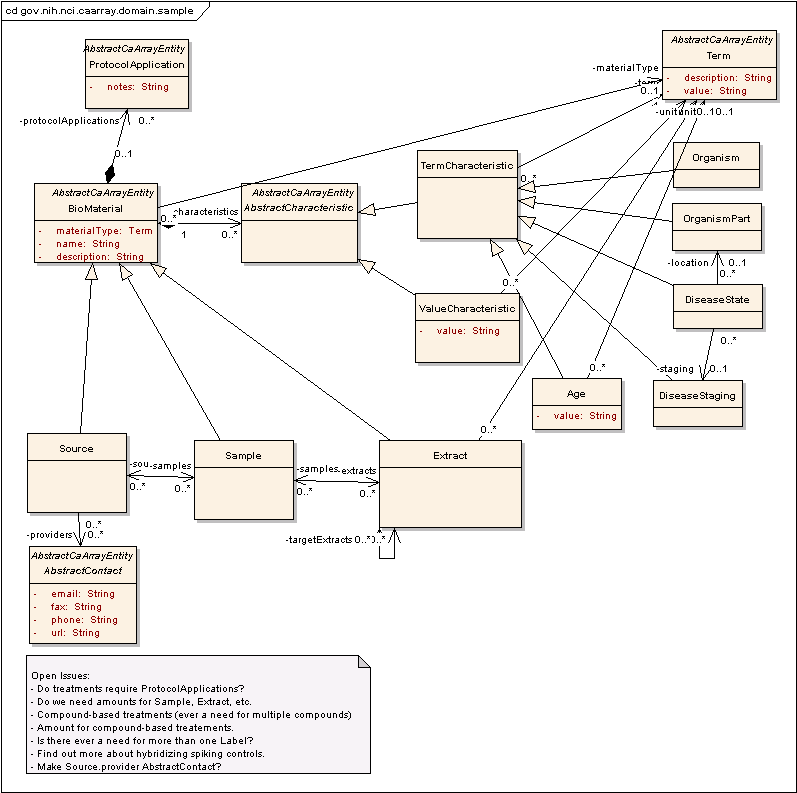 cd gov.nih.nci.caarray.domain.sample
AbstractCaArrayEntity
ProtocolApplication
- notes: String
AbstractCaArrayEntity
Term
- description: String
- value: String
-materialType
-term
0..1
-protocolApplications
0..*
0..1
-unit
unit
0..1
0..1
AbstractCaArrayEntity
BioMaterial
- materialType: Term
- name: String
- description: String
0..*
-characteristics
1
0..*
AbstractCaArrayEntity
AbstractCharacteristic
TermCharacteristic
0..*
Organism
OrganismPart
-location
0..1
0..*
DiseaseState
0..*
-staging
0..1
DiseaseStaging
0..*
ValueCharacteristic
- value: String
0..*
Age
- value: String
0..*
Source
-sou
-samples
0..*
0..*
Sample
-samples
-extracts
0..*
0..*
Extract
-targetExtracts
0..*
0..*
0..*
-providers
0..*
AbstractCaArrayEntity
AbstractContact
- email: String
- fax: String
- phone: String
- url: String
Open Issues:
- Do treatments require ProtocolApplications?
- Do we need amounts for Sample, Extract, etc.
- Compound-based treatments (ever a need for multiple compounds)
- Amount for compound-based treatements.
- Is there ever a need for more than one Label?
- Find out more about hybridizing spiking controls.
- Make Source.provider AbstractContact?